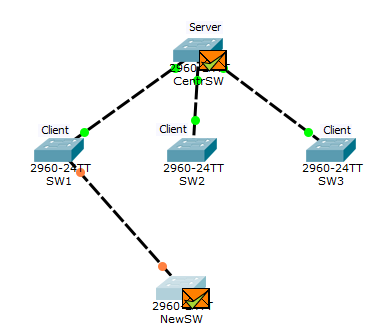 Server
2960-24TT
CentrSW
Client
2960-24TT
SW1
Client
2960-24TT
SW2
Client
2960-24TT
SW3
2960-24TT
NewSW